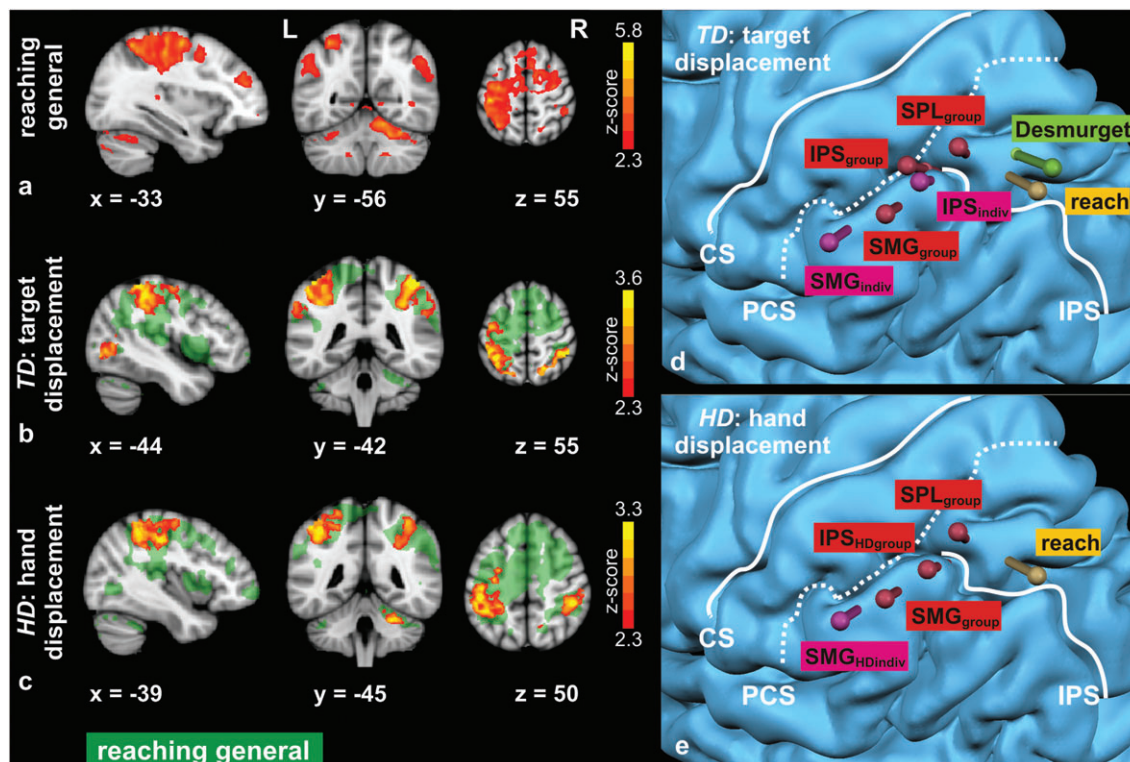 reaching
general
L
R
5.8
z-score
2.3
a
x = -33
y = -56
z = 55
TD: target
displacement
3.6
z-score
2.3
b
x = -44
y = -42
z = 55
HD: hand
displacement
3.3
z-score
2.3
c
x = -39
y = -45
z = 50
reaching general
TD: target
displacement
SPLgroup
Desmurget
IPSgroup
reach
IPSindiv
CS
SMGgroup
SMGindiv
PCS
IPS
d
HD: hand
displacement
SPLgroup
IPSHDgroup
reach
CS
SMGgroup
SMGHDindiv
PCS
IPS
e